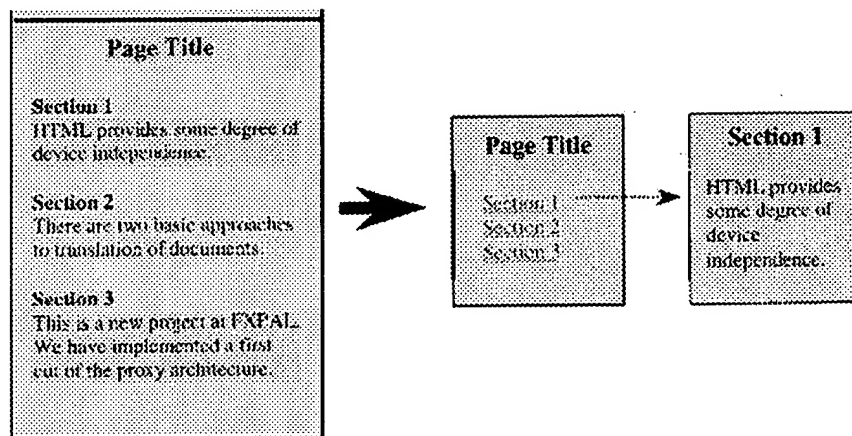 Page Title
Section 1
HTML provides some degree of
device independence.
Section 2
There are two basic approaches
to translation of documents.
Section 3
This is a new project at FXPAL.
We have implemented a first
cut of the proxy architecture.
Page Title
Section 1
Section 2
Section 3
Section 1
HTML provides
some degree of
device
independence.